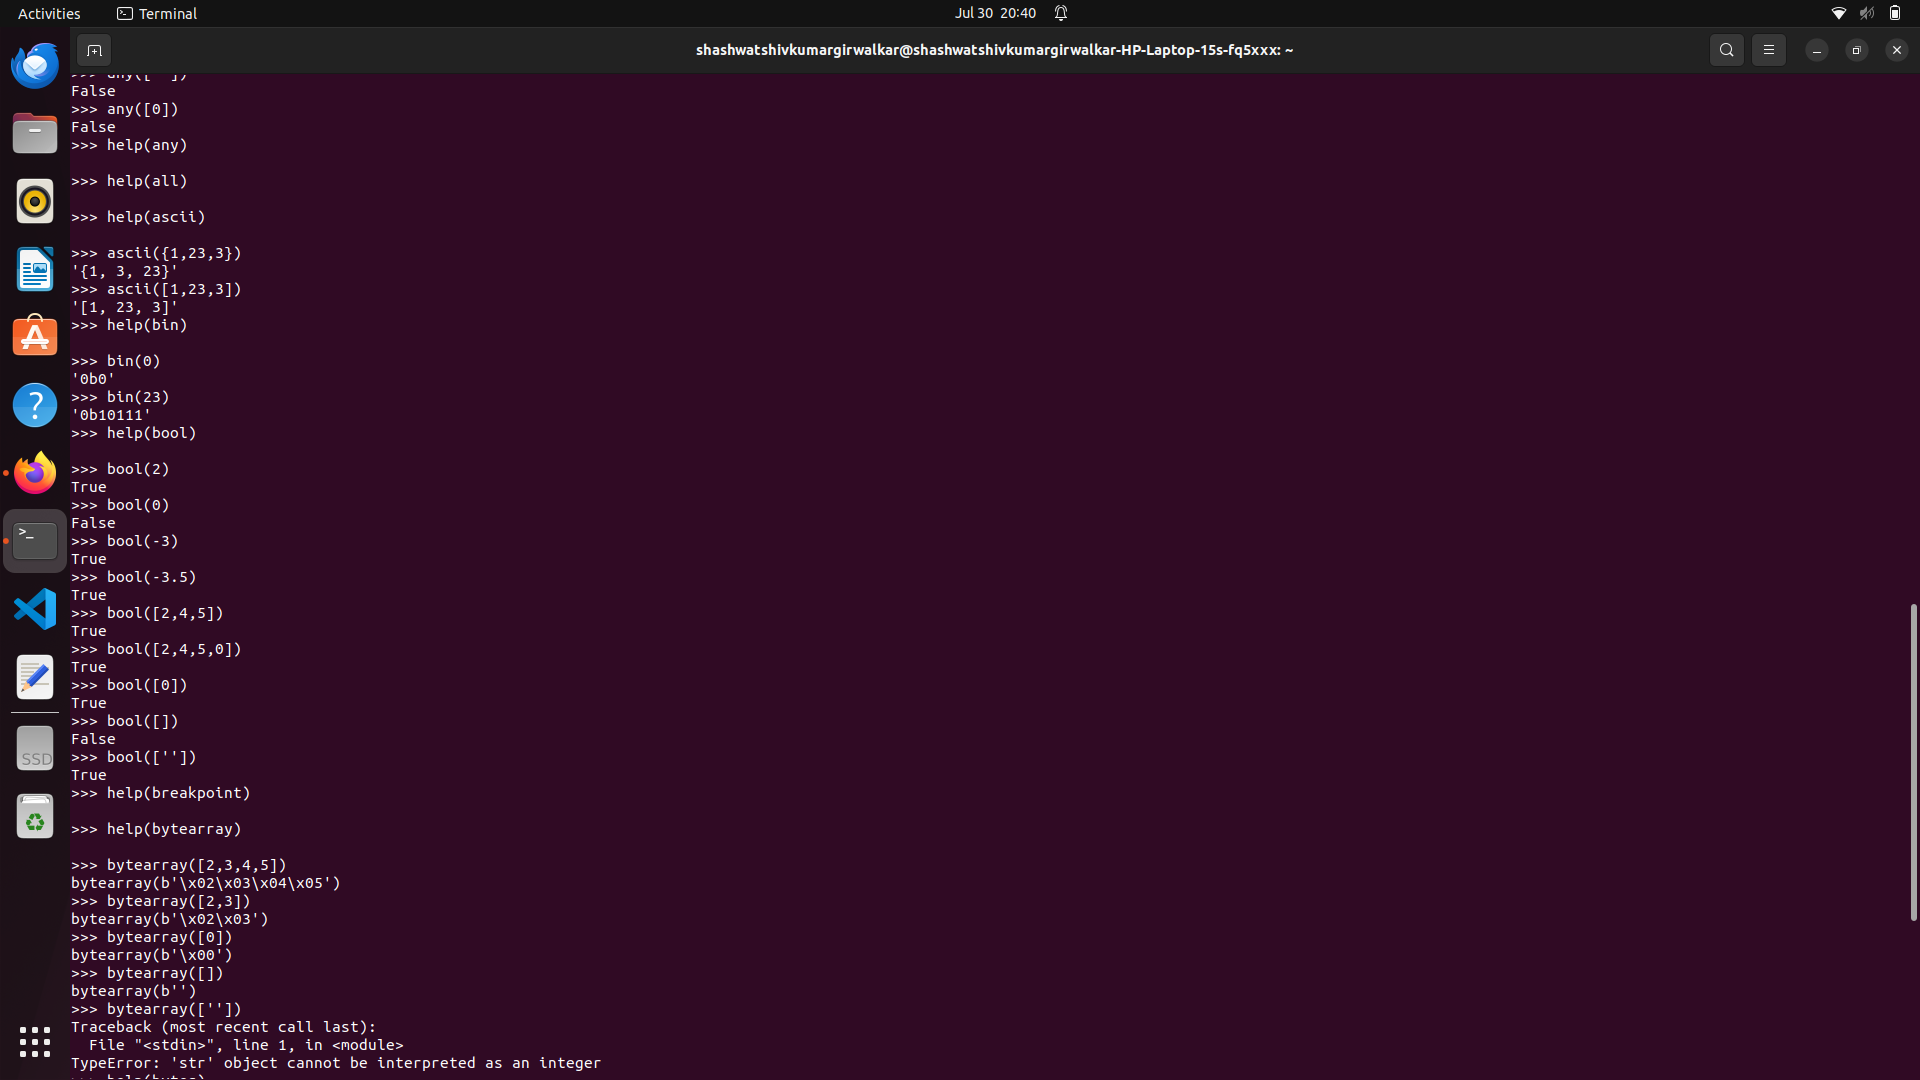 Activities
Terminal
Jul 30 20:40
shashwatshivkumargirwalkar@shashwatshivkumargirwalkar-HP-Laptop-15s-fq5xxx: ~
False
>>> any([0])
False
>>> help(any)
>>> help(all)
>>> help(ascii)
>>> ascii({1,23,3})
'{1, 3, 23}'
>>> ascii([1,23,3])
'[1, 23, 3]'
>>> help(bin)
>>> bin(0)
'0b0'
>>> bin(23)
'0b10111'
>>> help(bool)
>>> bool(2)
True
>>> bool(0)
False
>>> bool(-3)
True
>>> bool(-3.5)
True
>>> bool([2,4,5])
True
>>> bool([2,4,5,0])
True
>>> bool([0])
True
>>> bool([])
False
>>> bool([''])
True
>>> help(breakpoint)
>>> help(bytearray)
>>> bytearray([2,3,4,5])
bytearray(b'\x02\x03\x04\x05')
>>> bytearray([2,3])
bytearray(b'\x02\x03')
>>> bytearray([0])
bytearray(b'\x00')
>>> bytearray([])
bytearray(b'')
>>> bytearray([''])
Traceback (most recent call last):
  File "<stdin>", line 1, in <module>
TypeError: 'str' object cannot be interpreted as an integer
SSD